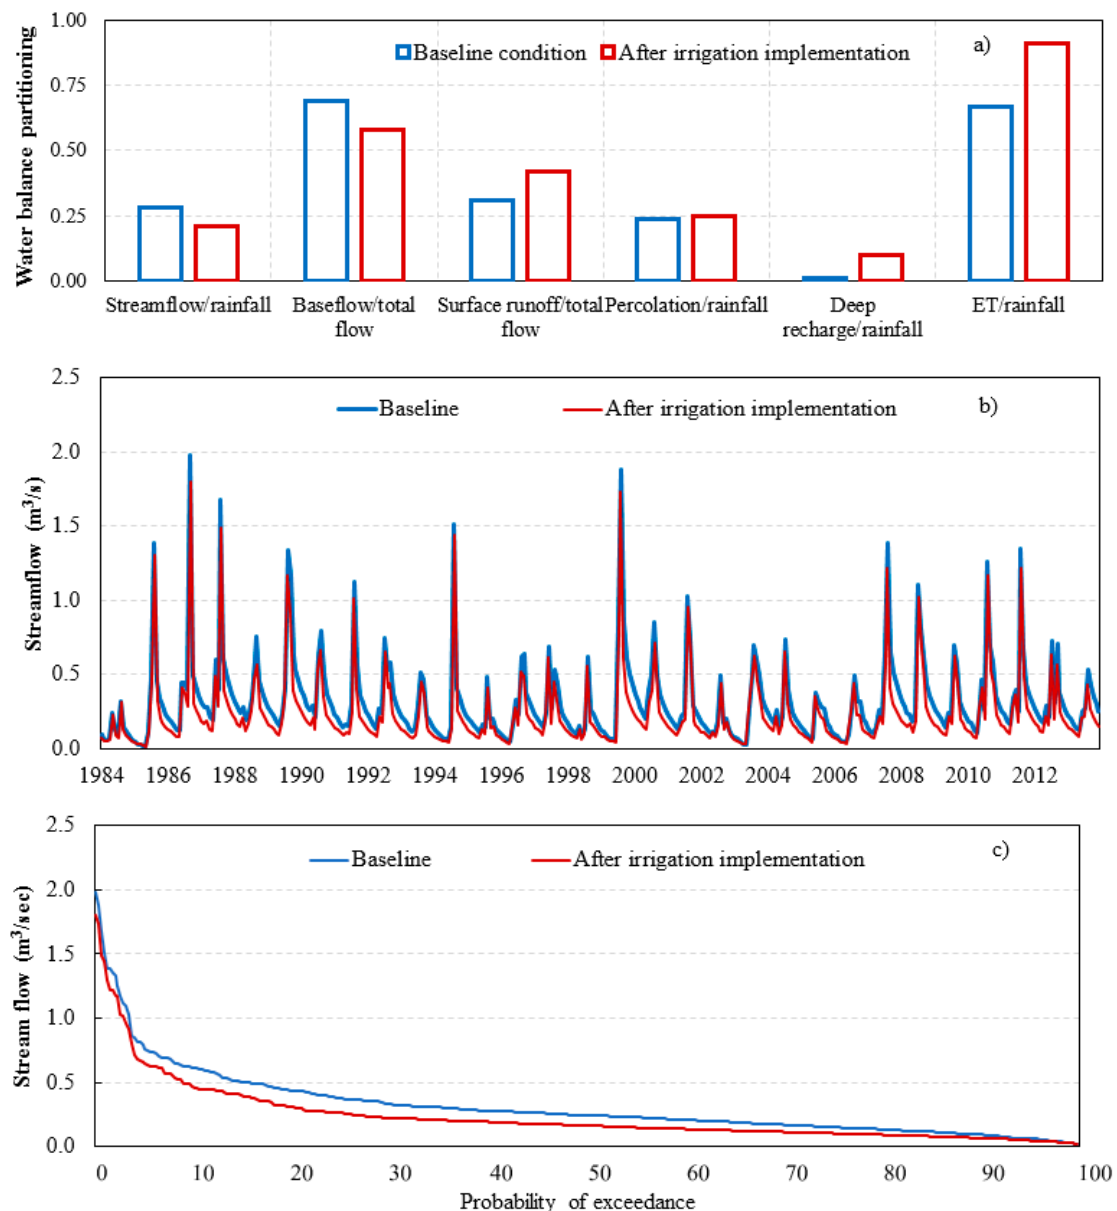 1.00
0.75
0.50
0.25
0.00
Water balance partitioning
Baseline condition
After irrigation implementation
a)
Streamflow/rainfall
Baseflow/total
flow
Surface runoff/total
flow
Percolation/rainfall
Deep
recharge/rainfall
ET/rainfall
2.5
2.0
1.5
1.0
0.5
0.0
Streamflow (m³/s)
Baseline
After irrigation implementation
b)
1984 1986 1988 1990 1992 1994 1996 1998 2000 2002 2004 2006 2008 2010 2012
2.5
2.0
1.5
1.0
0.5
0.0
Stream flow (m³/sec)
Baseline
After irrigation implementation
c)
0 10 20 30 40 50 60 70 80 90 100
Probability of exceedance